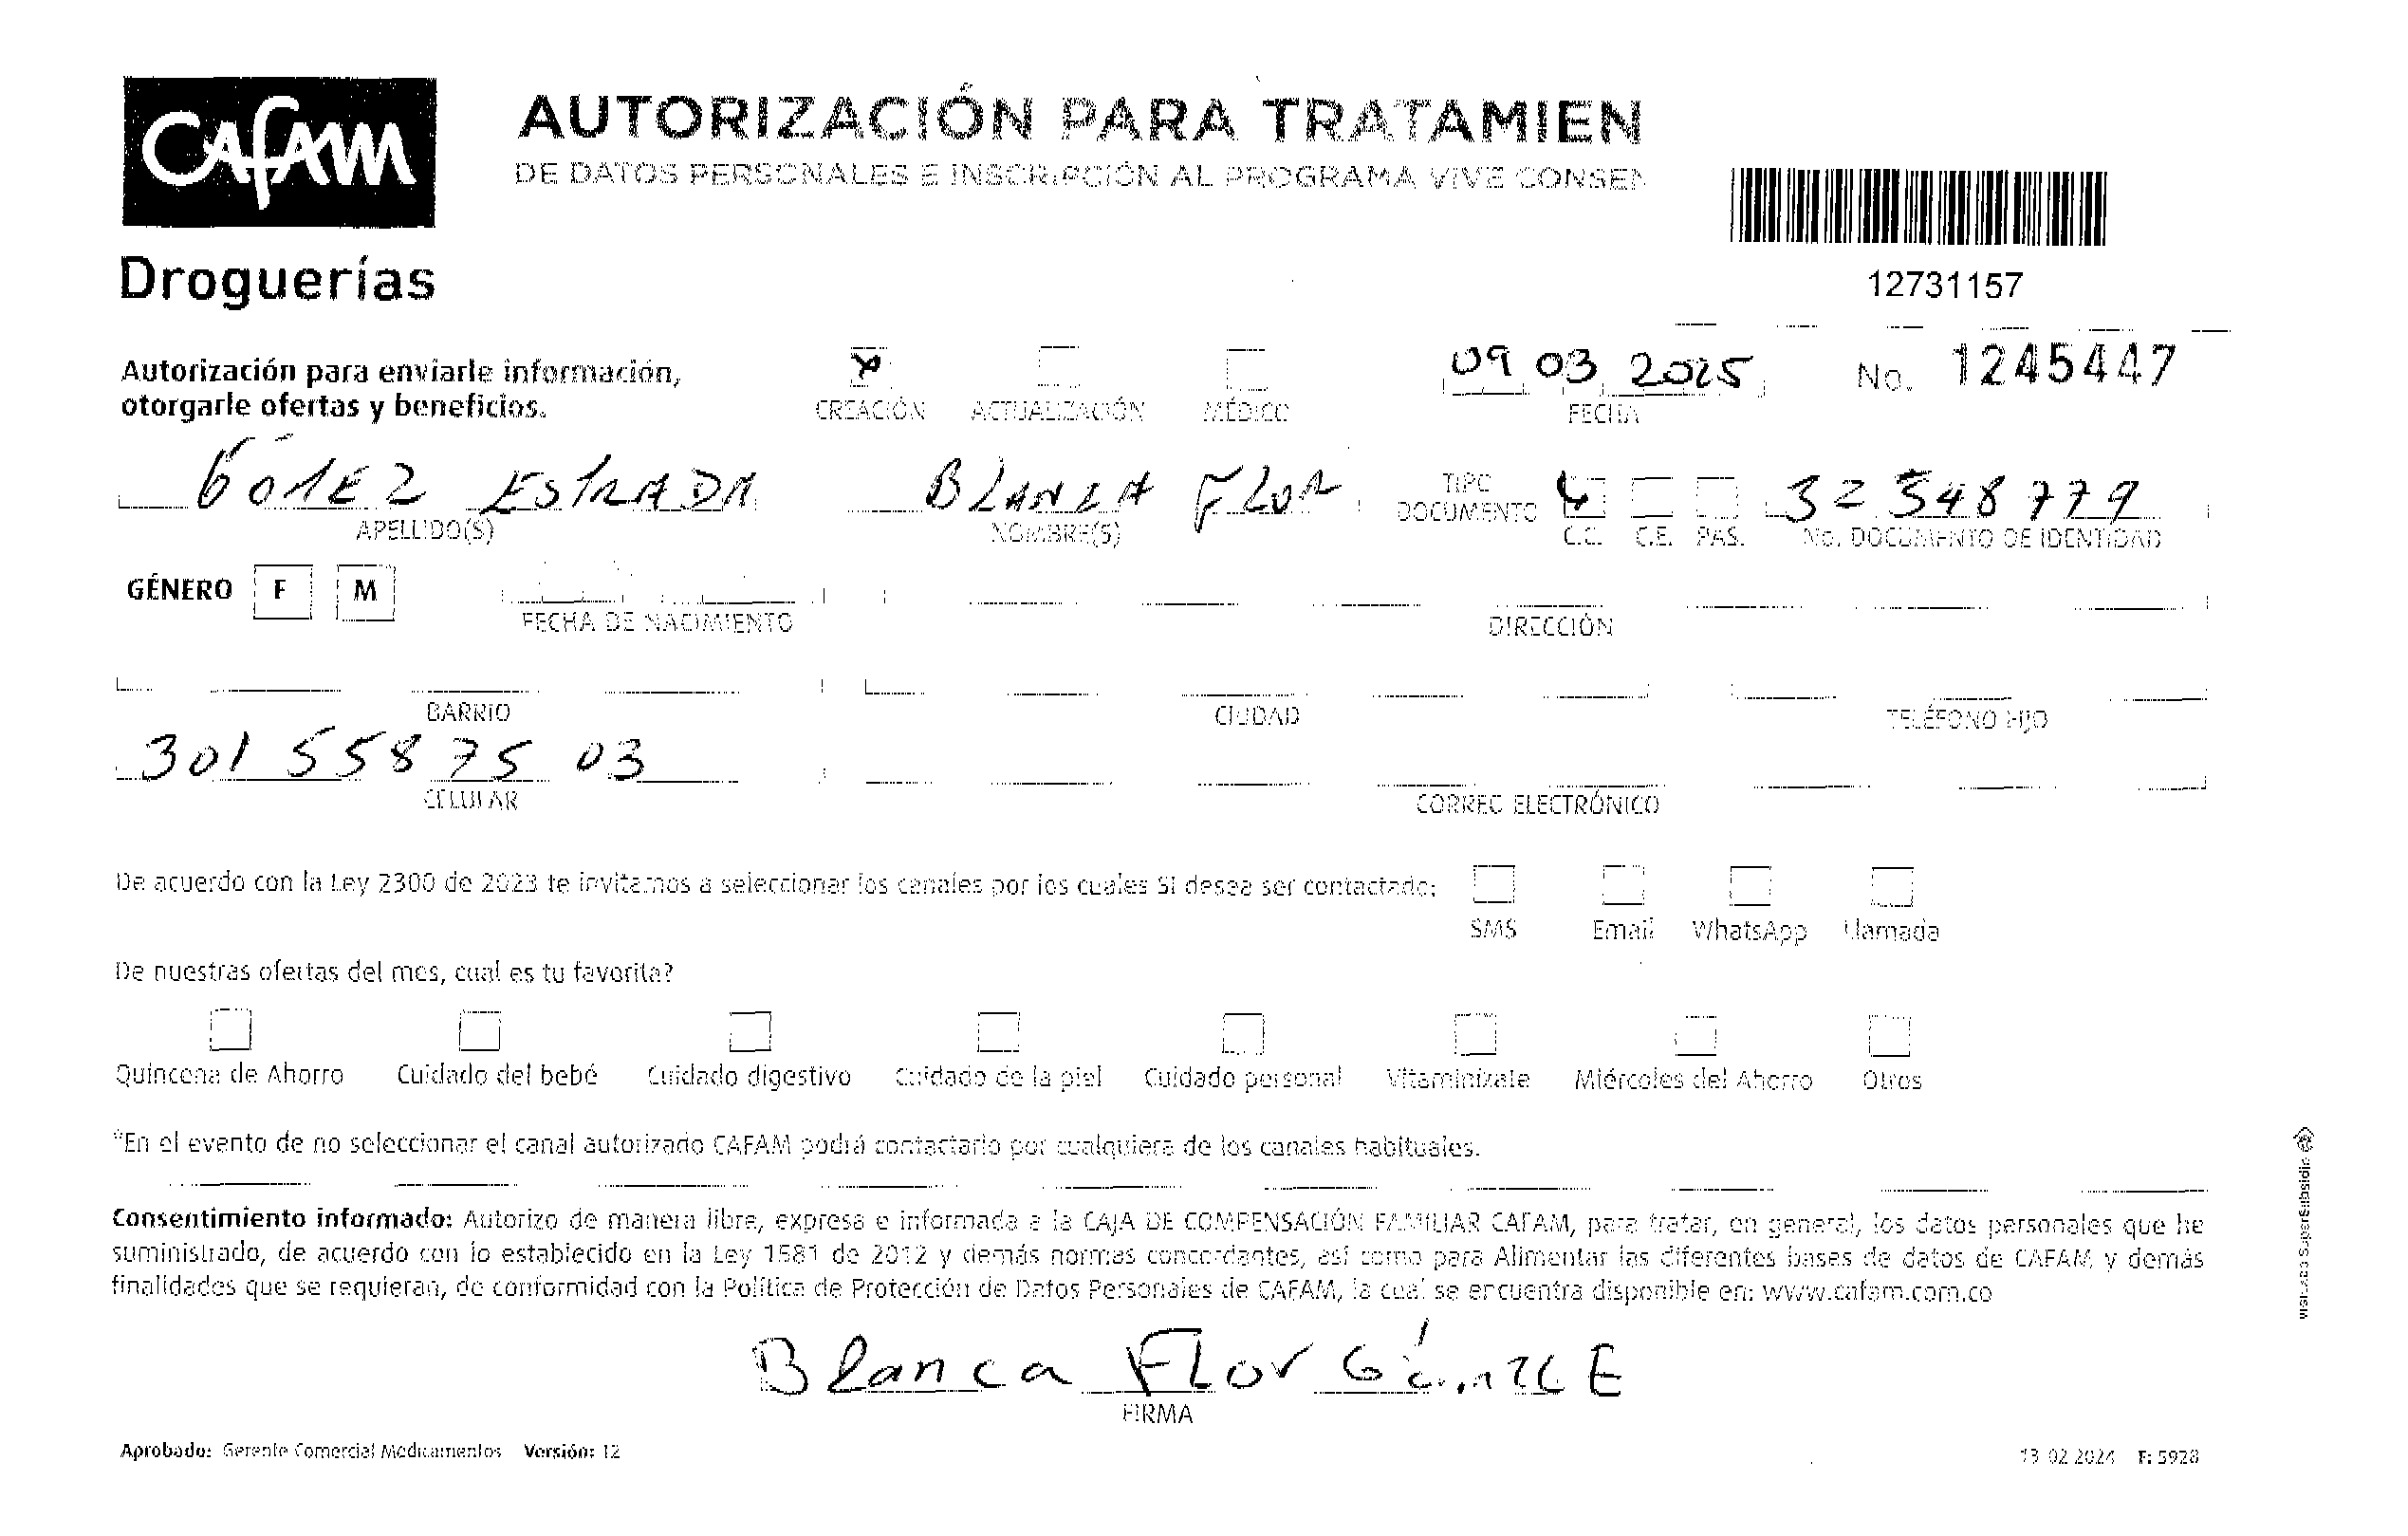 Cafam
AUTORIZACIÓN PARA TRATAMIEN
DE DATOS PERSONALES E INSCRIPCIÓN AL PROGRAMA VIVE CONSEN
Droguerías
12731157
Autorización para enviarle información,
otorgarle ofertas y beneficios.
CREACIÓN ACTUALIZACIÓN MÉDICO
09 03 2025
FECHA
No. 1245447
GÓMEZ ESTRADA BLANCA FLOR
APELLIDO(S) NOMBRE(S)
TIPO DOCUMENTO C.C. C.E. PAS.
32548779
No. DOCUMENTO DE IDENTIDAD
GÉNERO F M
FECHA DE NACIMIENTO DIRECCIÓN
BARRIO CIUDAD TELÉFONO FIJO
301 558 75 03
CELULAR CORREO ELECTRÓNICO
De acuerdo con la Ley 2300 de 2023 te invitamos a seleccionar los canales por los cuales SI desea ser contactado:
SMS Email WhatsApp Llamada
De nuestras ofertas del mes, cual es tu favorita?
Quincena de Ahorro Cuidado del bebé Cuidado digestivo Cuidado de la piel Cuidado personal Vitaminízate Miércoles del Ahorro Otros
*En el evento de no seleccionar el canal autorizado CAFAM podrá contactarlo por cualquiera de los canales habituales.
Consentimiento informado: Autorizo de manera libre, expresa e informada a la CAJA DE COMPENSACIÓN FAMILIAR CAFAM, para tratar, en general, los datos personales que he
suministrado, de acuerdo con lo establecido en la Ley 1581 de 2012 y demás normas concordantes, así como para Alimentar las diferentes bases de datos de CAFAM y demás
finalidades que se requieran, de conformidad con la Política de Protección de Datos Personales de CAFAM, la cual se encuentra disponible en: www.cafam.com.co
Blanca Flor
FIRMA
Aprobado: Gerente Comercial Medicamentos Versión: 12
13 02 2024 F: 5928
SuperSubsidio